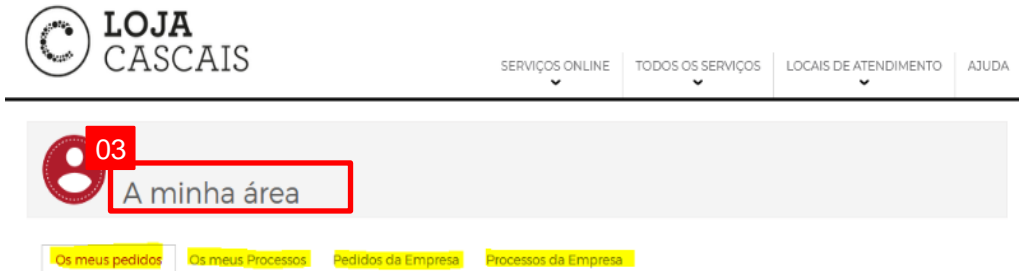 LOJA
CASCAIS
SERVIÇOS ONLINE TODOS OS SERVIÇOS LOCAIS DE ATENDIMENTO AJUDA
03
A minha área
Os meus pedidos Os meus Processos Pedidos da Empresa Processos da Empresa